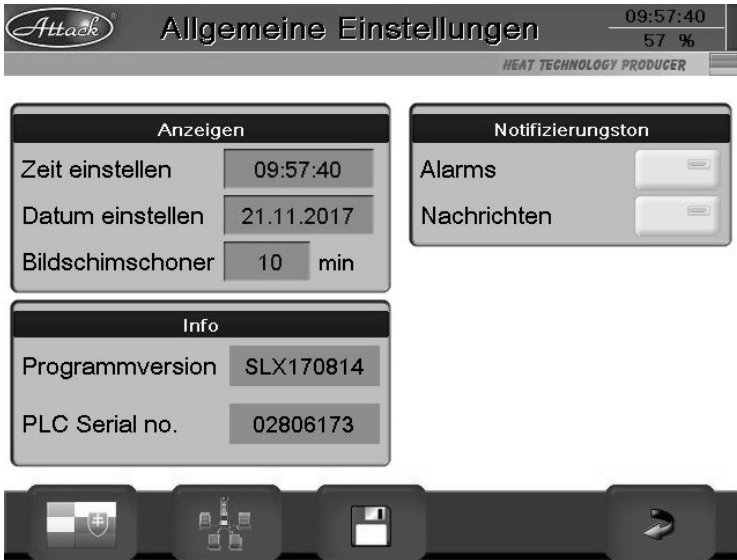 Attack®
Allgemeine Einstellungen
09:57:40
57 %
HEAT TECHNOLOGY PRODUCER
Anzeigen
Zeit einstellen 09:57:40
Datum einstellen 21.11.2017
Bildschimschoner 10 min
Notifizierungston
Alarms
Nachrichten
Info
Programmversion SLX170814
PLC Serial no. 02806173